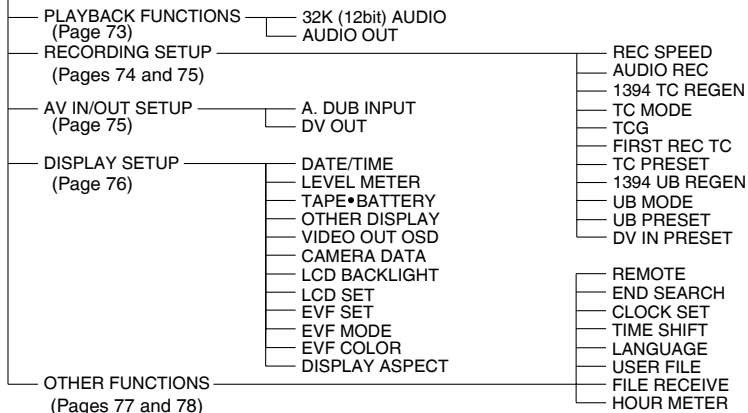 PLAYBACK FUNCTIONS
(Page 73)
32K (12bit) AUDIO
AUDIO OUT
RECORDING SETUP
(Pages 74 and 75)
REC SPEED
AUDIO REC
1394 TC REGEN
TC MODE
TCG
FIRST REC TC
TC PRESET
1394 UB REGEN
UB MODE
UB PRESET
DV IN PRESET
AV IN/OUT SETUP
(Page 75)
A. DUB INPUT
DV OUT
DISPLAY SETUP
(Page 76)
DATE/TIME
LEVEL METER
TAPE•BATTERY
OTHER DISPLAY
VIDEO OUT OSD
CAMERA DATA
LCD BACKLIGHT
LCD SET
EVF SET
EVF MODE
EVF COLOR
DISPLAY ASPECT
OTHER FUNCTIONS
(Pages 77 and 78)
REMOTE
END SEARCH
CLOCK SET
TIME SHIFT
LANGUAGE
USER FILE
FILE RECEIVE
HOUR METER